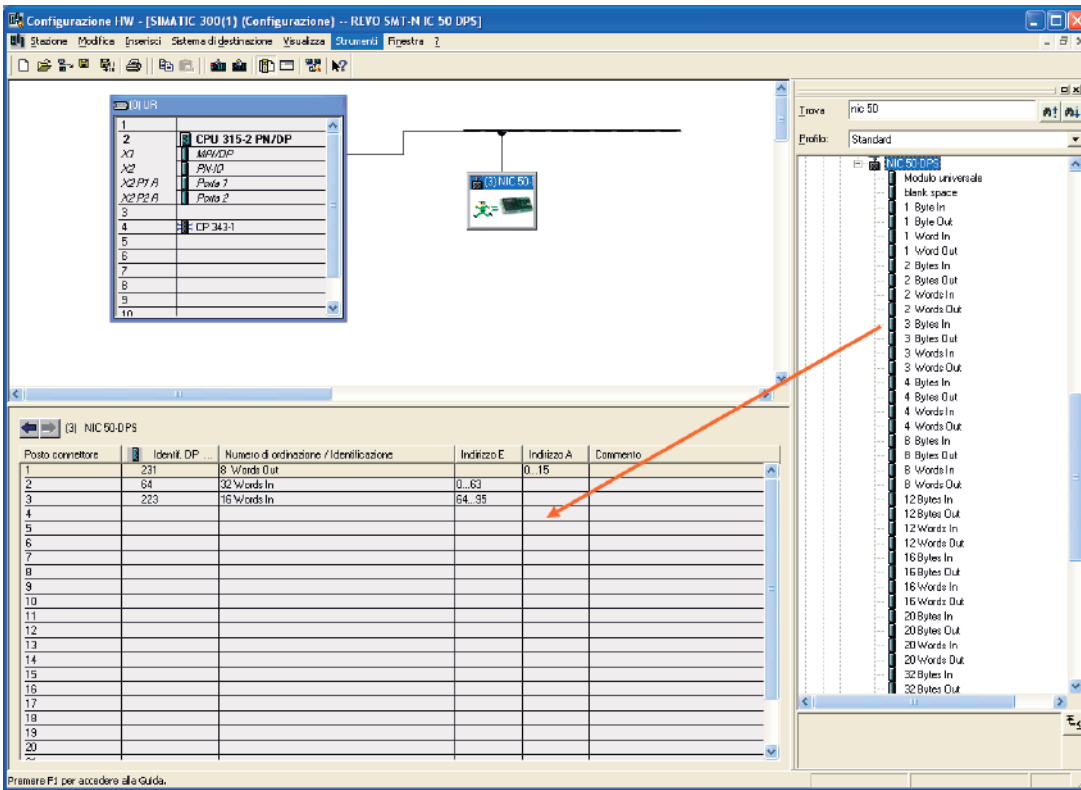 Configurazione HW - [SIMATIC 300(1) (Configurazione) -- REVO SMT-N IC 50 DPS]
Stazione Modifica Inserisci Sistema di destinazione Visualizza Strumenti Finestra ?
(0) UR
1
2 CPU 315-2 PN/DP
X1 MPI/DP
X2 PN-IO
X2 P1 R Porta 1
X2 P2 R Porta 2
3
4 CP 343-1
5
6
7
8
9
10
(3) NIC 50-
Trova nic 50
Profilo: Standard
NIC 50-DPS
Modulo universale
blank space
1 Byte In
1 Byte Out
1 Word In
1 Word Out
2 Bytes In
2 Bytes Out
2 Words In
2 Words Out
3 Bytes In
3 Bytes Out
3 Words In
3 Words Out
4 Bytes In
4 Bytes Out
4 Words In
4 Words Out
8 Bytes In
8 Bytes Out
8 Words In
8 Words Out
12 Bytes In
12 Bytes Out
12 Words In
12 Words Out
16 Bytes In
16 Bytes Out
16 Words In
16 Words Out
20 Bytes In
20 Bytes Out
20 Words In
20 Words Out
32 Bytes In
32 Bytes Out
(3) NIC 50-DPS
Posto connettore Identif. DP ... Numero di ordinazione / Identificazione Indirizzo E Indirizzo A Commento
1 231 8 Words Out 0...15
2 64 32 Words In 0...63
3 223 16 Words In 64...95
4
5
6
7
8
9
10
11
12
13
14
15
16
17
18
19
20
Premere F1 per accedere alla Guida.